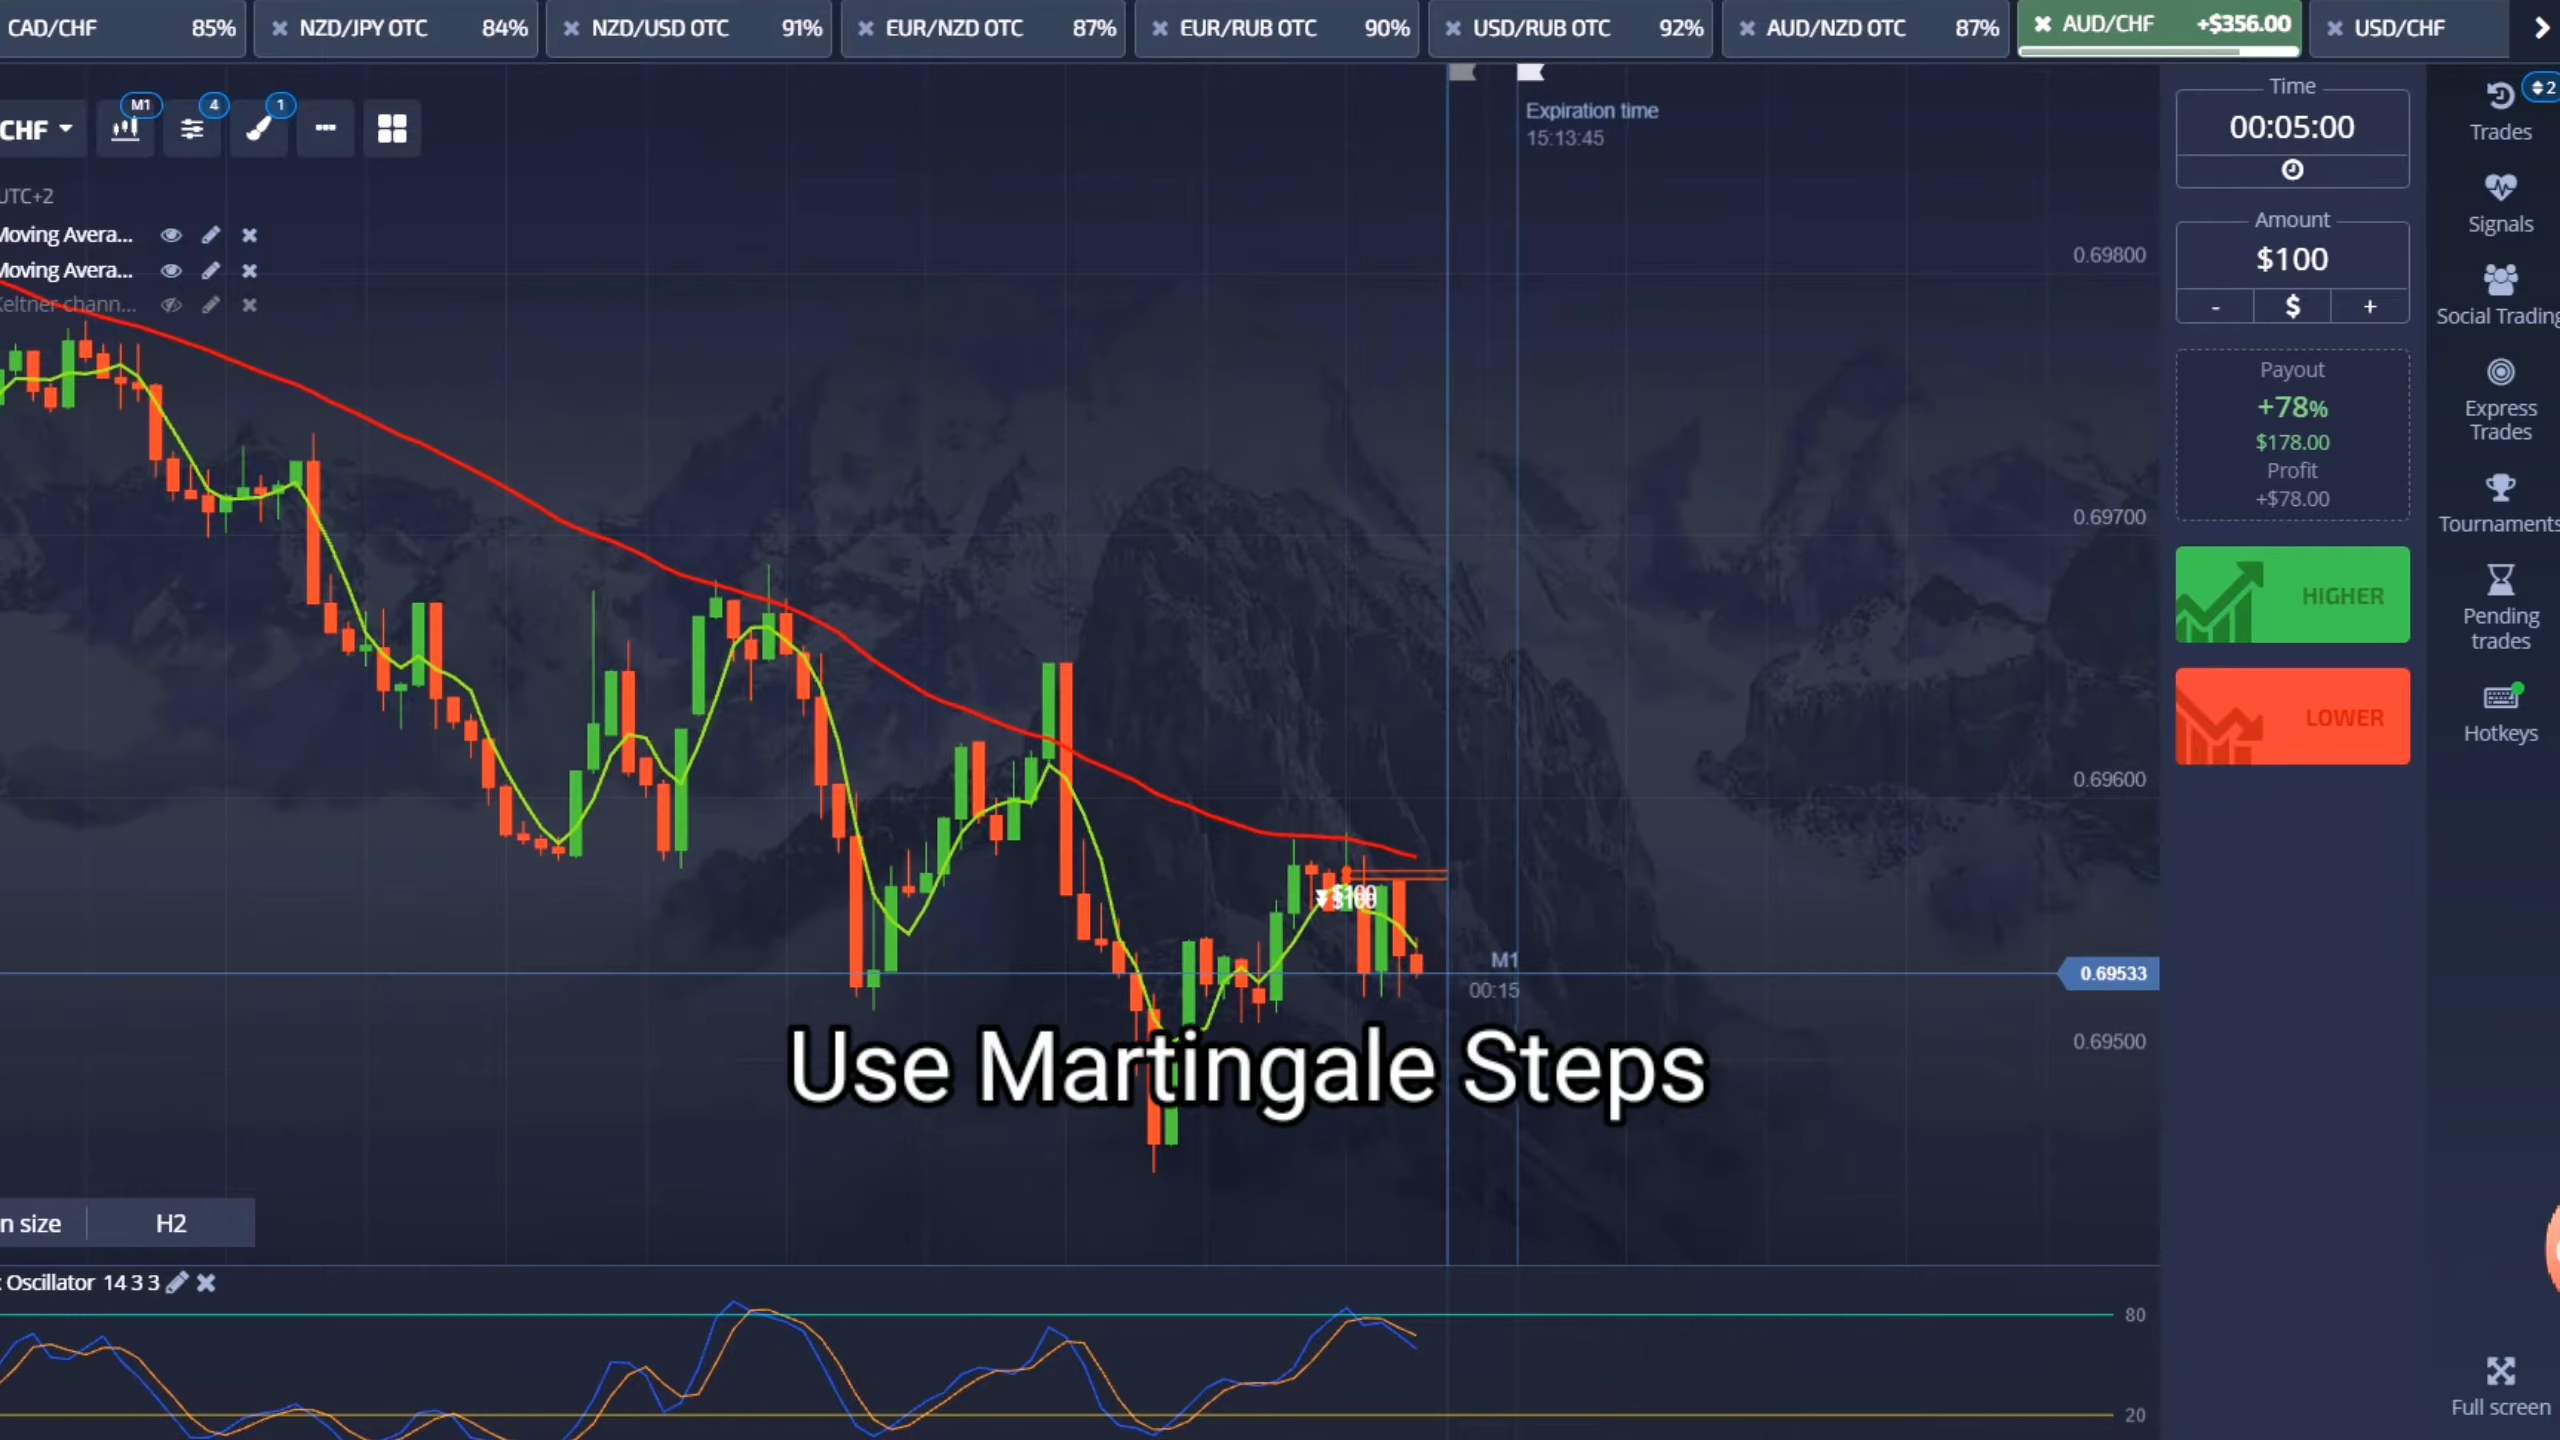 CAD/CHF 85%
NZD/JPY OTC 84%
NZD/USD OTC 91%
EUR/NZD OTC 87%
EUR/RUB OTC 90%
USD/RUB OTC 92%
AUD/NZD OTC 87%
AUD/CHF +$356.00
USD/CHF
CHF
M1
4
1
UTC+2
Moving Avera...
Moving Avera...
Keltner chann...
Expiration time
15:13:45
0.69800
0.69700
0.69600
0.69533
0.69500
$100
M1
00:15
Use Martingale Steps
n size H2
Oscillator 14 3 3
80
20
Time
00:05:00
Amount
$100
- $ +
Payout
+78%
$178.00
Profit
+$78.00
HIGHER
LOWER
2
Trades
Signals
Social Trading
Express
Trades
Tournaments
Pending
trades
Hotkeys
Full screen